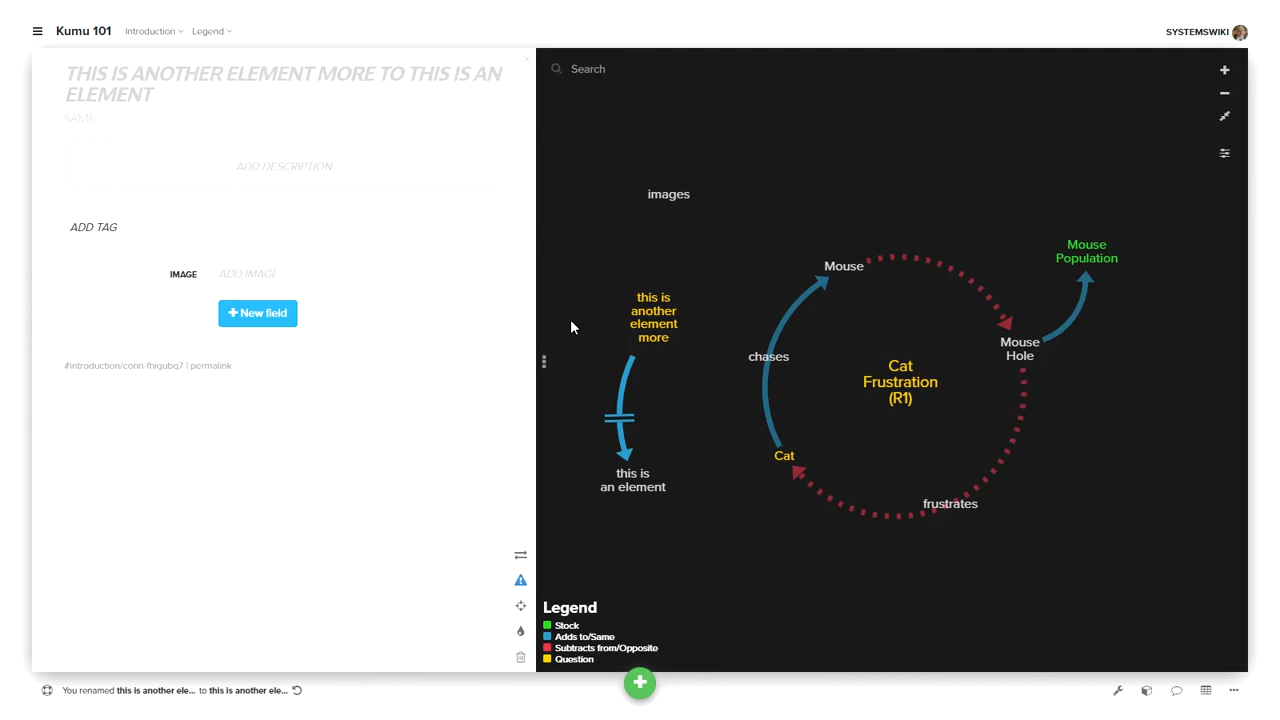 Kumu 101
Introduction
Legend
SYSTEMSWIKI
THIS IS ANOTHER ELEMENT MORE TO THIS IS AN
ELEMENT
SAME
ADD DESCRIPTION
ADD TAG
IMAGE
ADD IMAGE
New field
#introduction/conn-fhigubq7 | permalink
Search
images
Mouse
Population
Mouse
this is
another
element
more
Mouse
Hole
chases
Cat
Frustration
(R1)
Cat
this is
an element
frustrates
Legend
Stock
Adds to/Same
Subtracts from/Opposite
Question
You renamed this is another ele... to this is another ele...